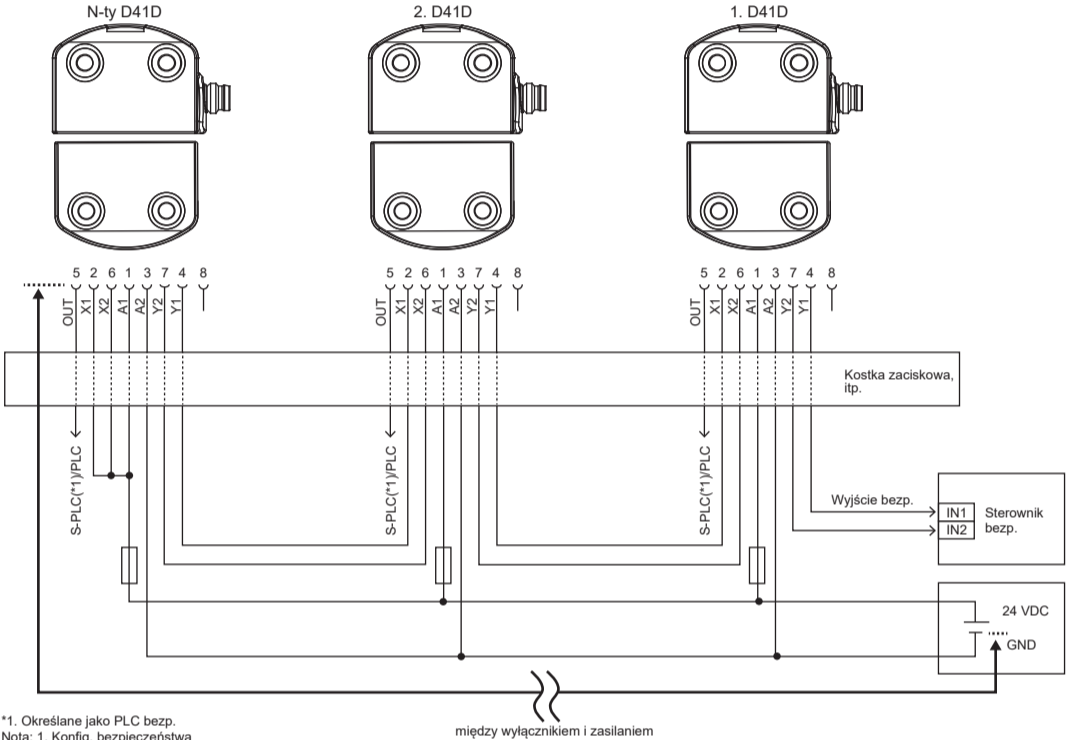 N-ty D41D
2. D41D
1. D41D
5 2 6 1 3 7 4 8
5 2 6 1 3 7 4 8
5 2 6 1 3 7 4 8
OUT X1 X2 A1 A2 Y2 Y1
OUT X1 X2 A1 A2 Y2 Y1
OUT X1 X2 A1 A2 Y2 Y1
Kostka zaciskowa,
itp.
S-PLC(*1)/PLC
S-PLC(*1)/PLC
S-PLC(*1)/PLC
Wyjście bezp.
IN1
IN2
Sterownik
bezp.
24 VDC
GND
*1. Określane jako PLC bezp.
Nota: 1. Konfig. bezpieczeństwa
między wyłącznikiem i zasilaniem